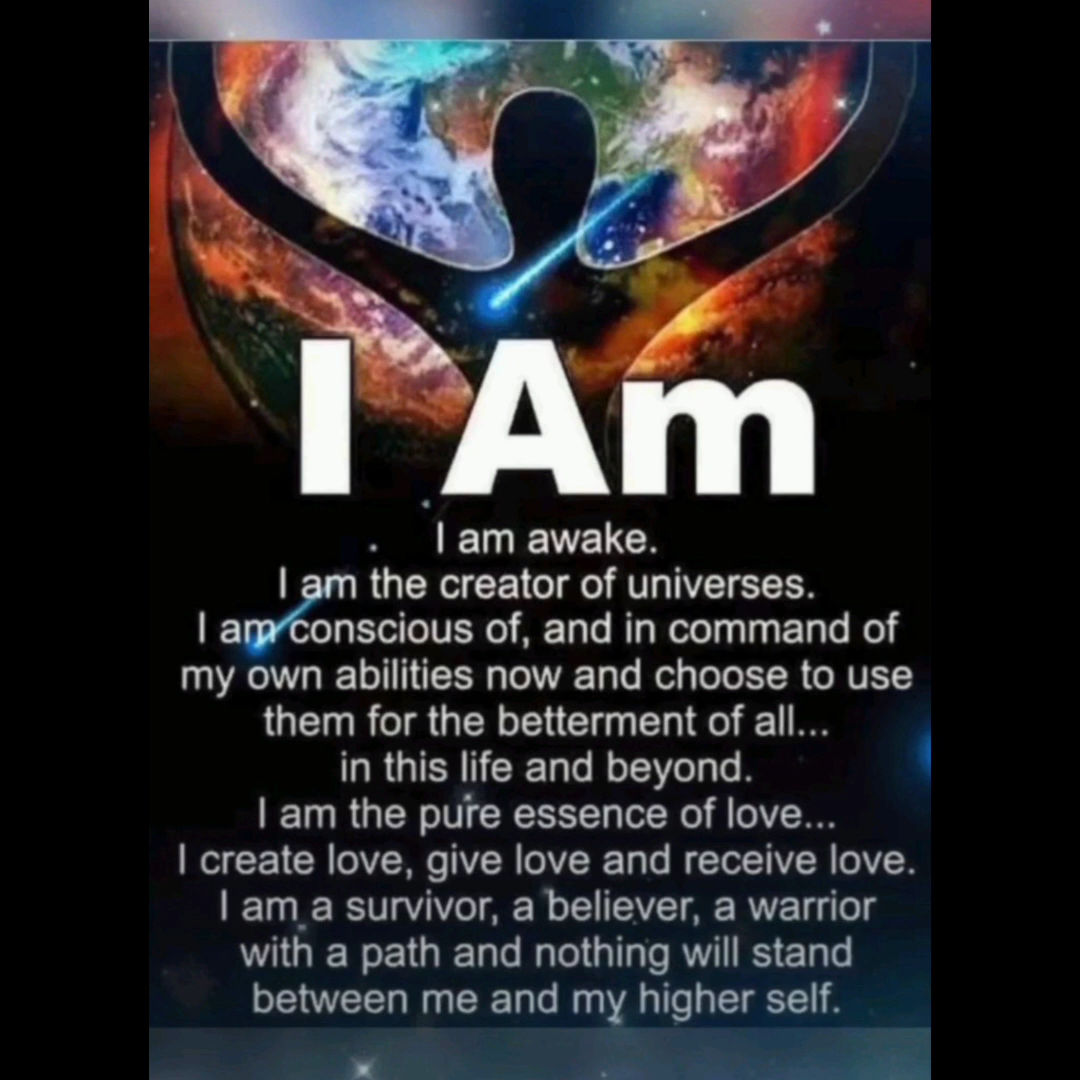 I Am
I am awake.
I am the creator of universes.
I am conscious of, and in command of
my own abilities now and choose to use
them for the betterment of all...
in this life and beyond.
I am the pure essence of love...
I create love, give love and receive love.
I am a survivor, a believer, a warrior
with a path and nothing will stand
between me and my higher self.